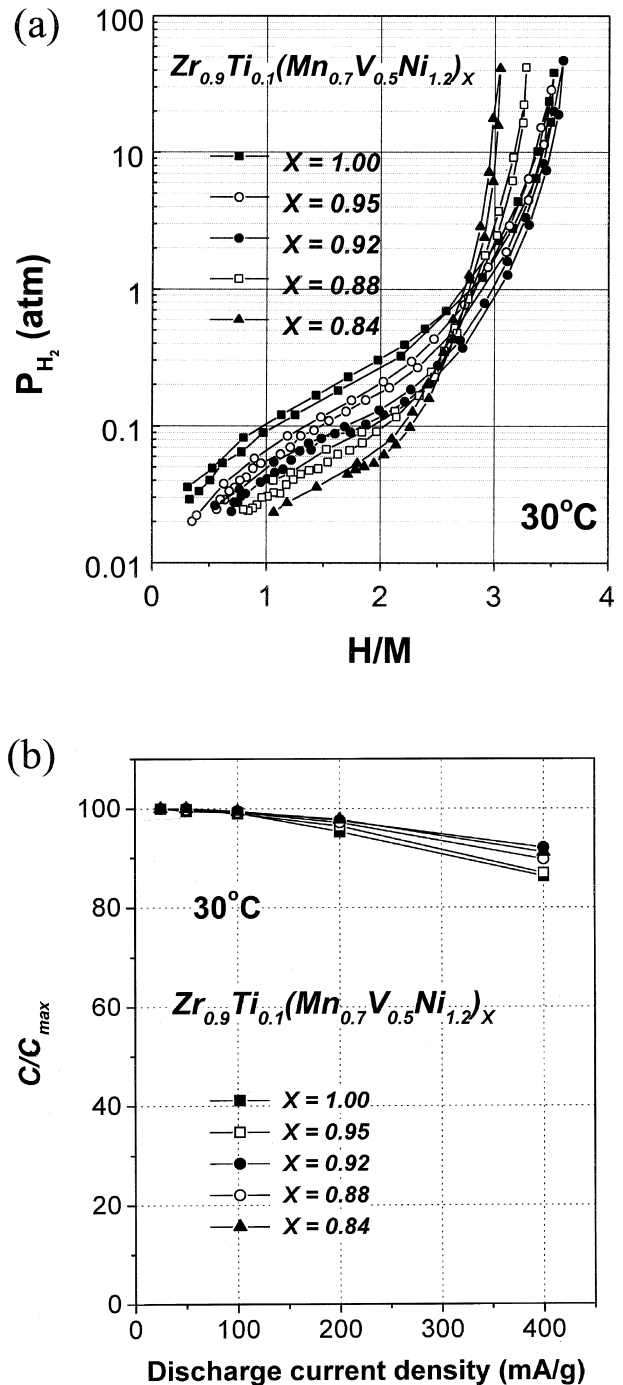 (a)
100
Zr0.9Ti0.1(Mn0.7V0.5Ni1.2)X
10
X = 1.00
X = 0.95
X = 0.92
1
X = 0.88
X = 0.84
PH2 (atm)
0.1
30oC
0.01
0 1 2 3 4
H/M
(b)
100
80
30oC
60
Zr0.9Ti0.1(Mn0.7V0.5Ni1.2)X
C/Cmax
40
X = 1.00
X = 0.95
X = 0.92
20
X = 0.88
X = 0.84
0
0 100 200 300 400
Discharge current density (mA/g)